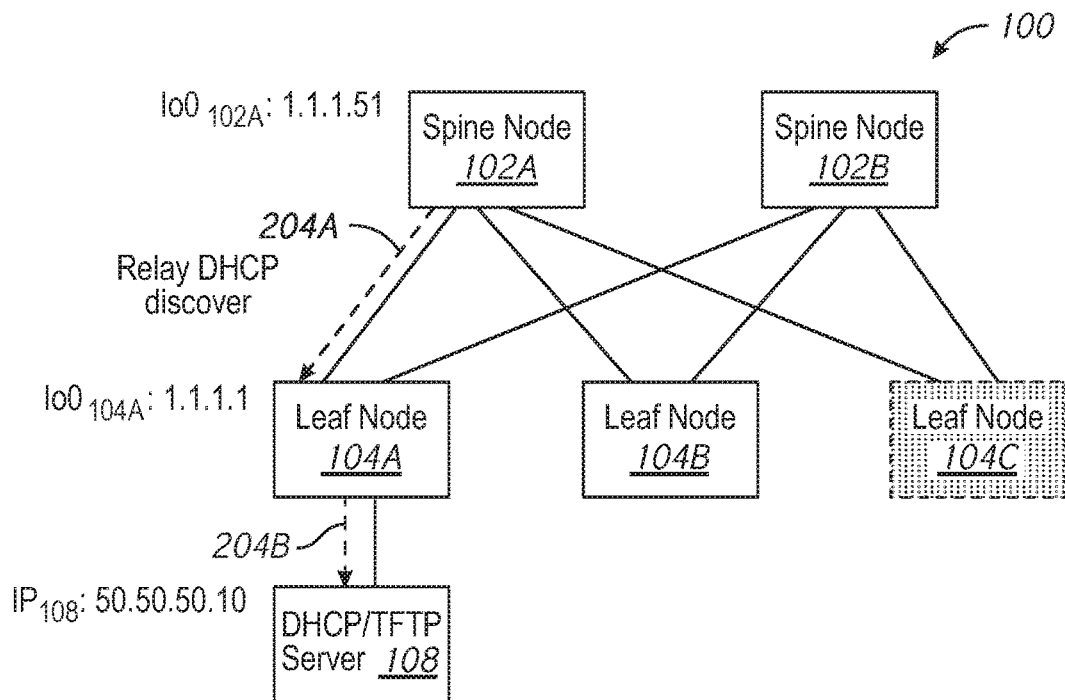 100
lo0 102A: 1.1.1.51
Spine Node
102A
Spine Node
102B
204A
Relay DHCP
discover
lo0 104A: 1.1.1.1
Leaf Node
104A
Leaf Node
104B
Leaf Node
104C
204B
IP108: 50.50.50.10
DHCP/TFTP
Server 108